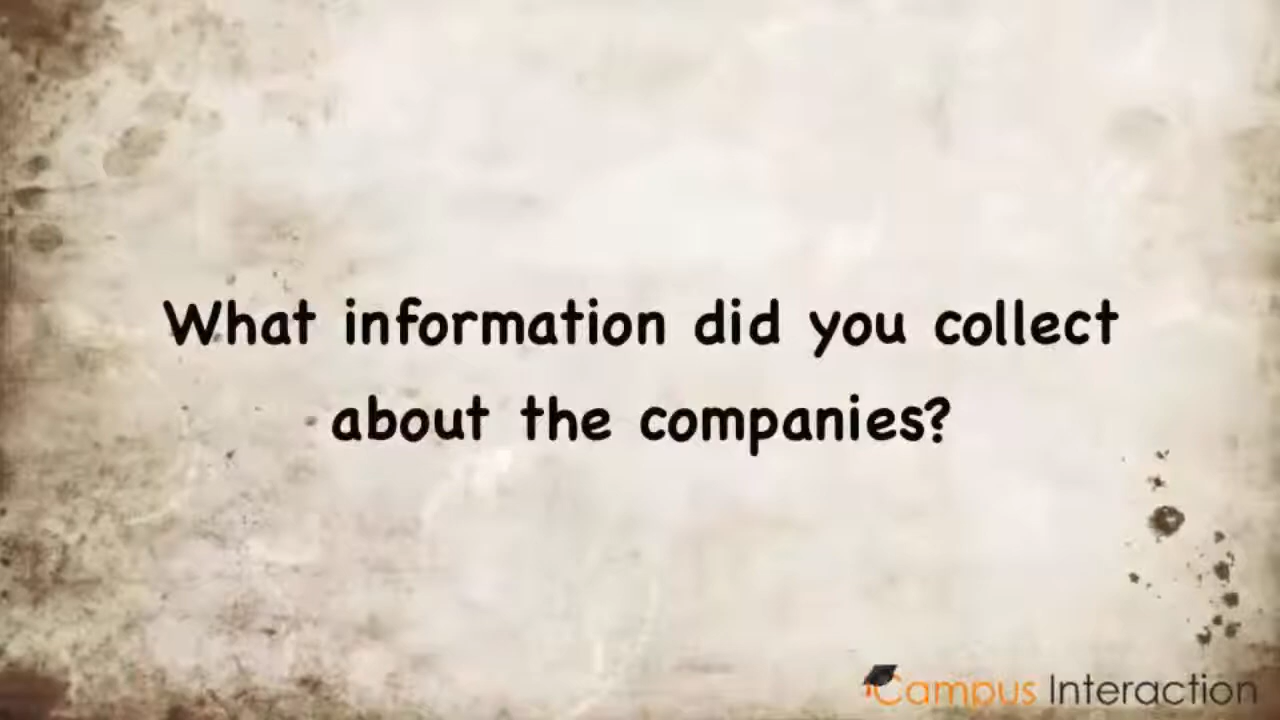 What information did you collect
about the companies?
Campus Interaction